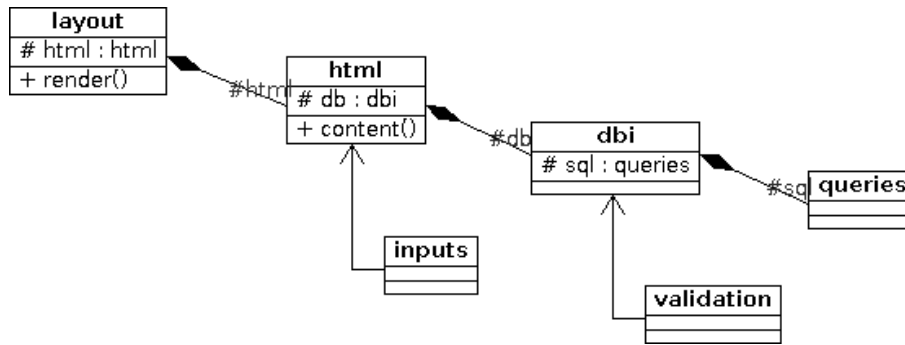 layout
# html : html
+ render()
#html
html
# db : dbi
+ content()
#db
dbi
# sql : queries
#sql
queries
inputs
validation